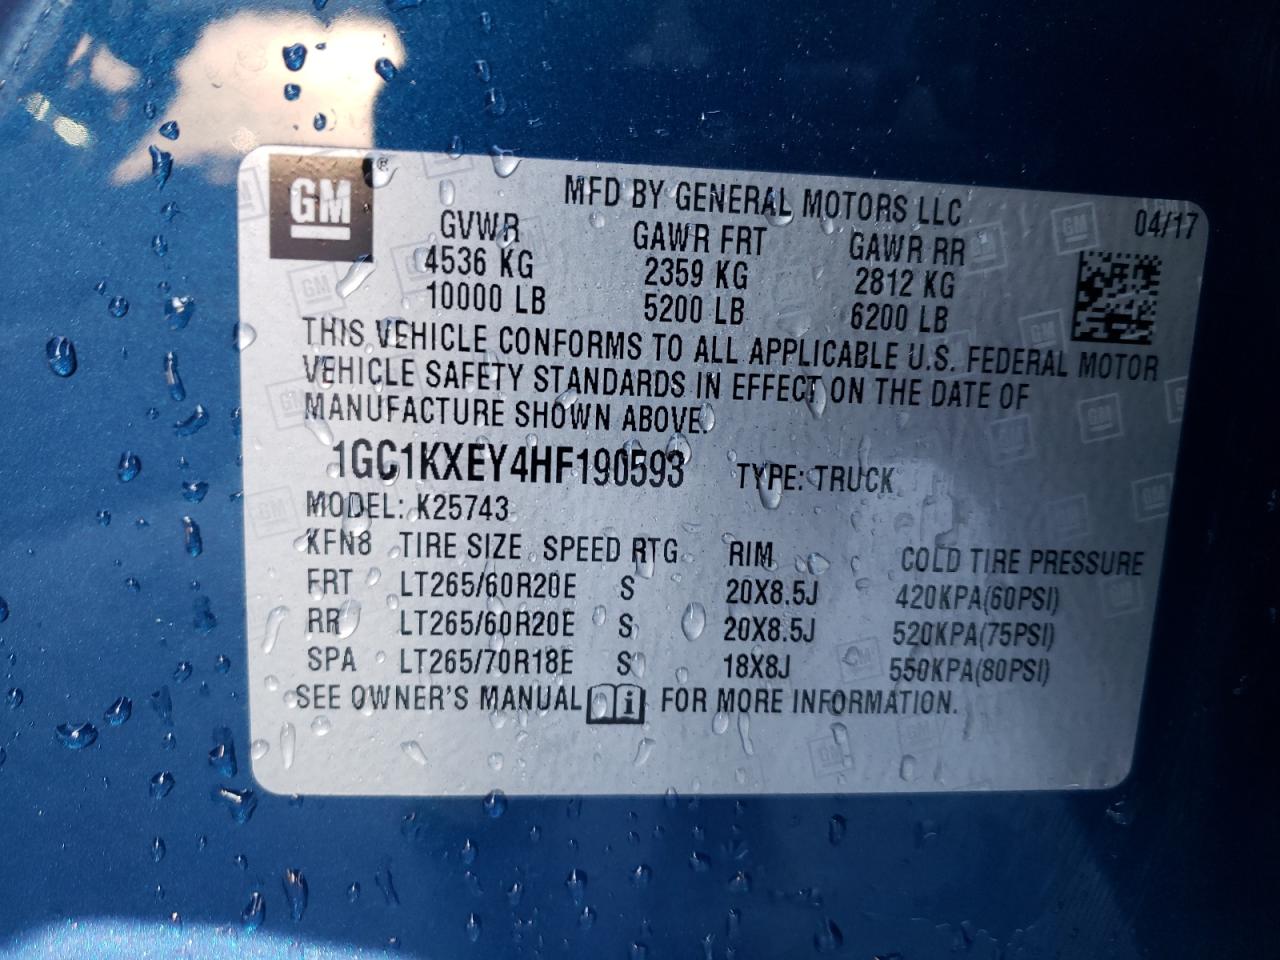 GM ®
MFD BY GENERAL MOTORS LLC 04/17
GVWR GAWR FRT GAWR RR
4536 KG 2359 KG 2812 KG
10000 LB 5200 LB 6200 LB
THIS VEHICLE CONFORMS TO ALL APPLICABLE U.S. FEDERAL MOTOR
VEHICLE SAFETY STANDARDS IN EFFECT ON THE DATE OF
MANUFACTURE SHOWN ABOVE.
1GC1KXEY4HF190593 TYPE: TRUCK
MODEL: K25743
KFN8 TIRE SIZE SPEED RTG RIM COLD TIRE PRESSURE
FRT LT265/60R20E S 20X8.5J 420KPA(60PSI)
RR LT265/60R20E S 20X8.5J 520KPA(75PSI)
SPA LT265/70R18E S 18X8J 550KPA(80PSI)
SEE OWNER'S MANUAL i FOR MORE INFORMATION.